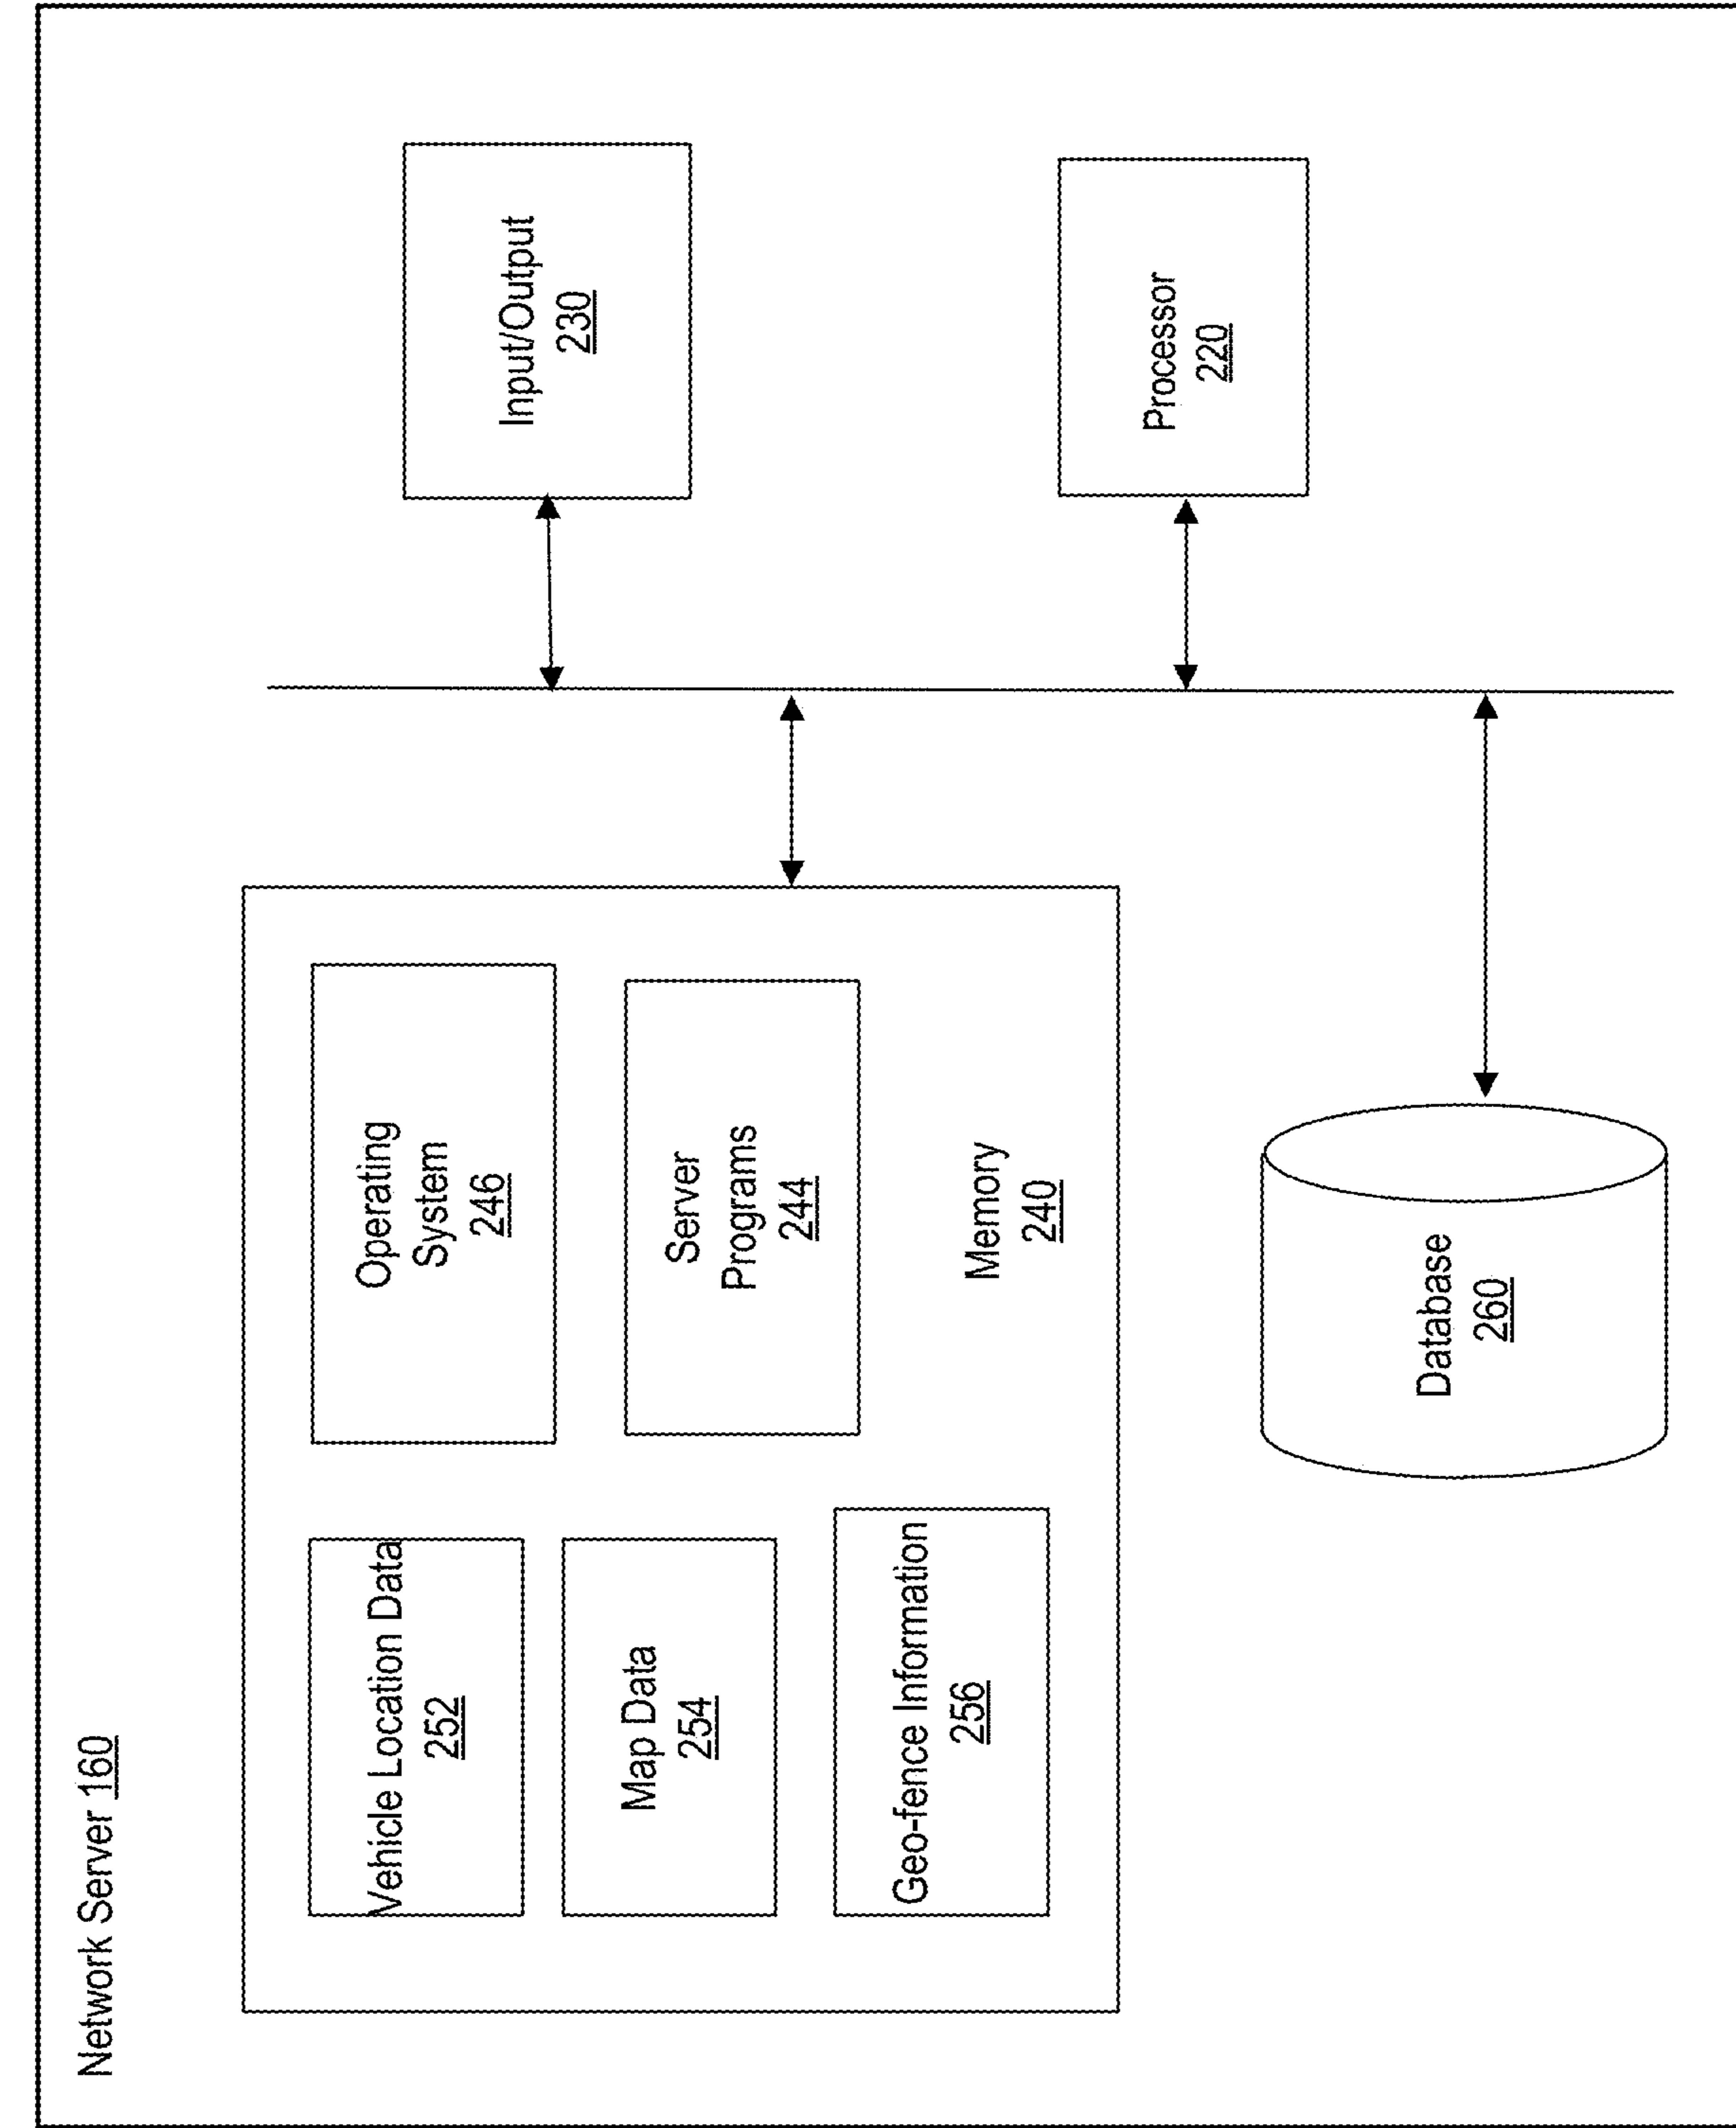 Network Server 160
Vehicle Location Data
252
Operating
System
246
Map Data
254
Server
Programs
244
Geo-fence Information
256
Memory
240
Input/Output
230
Database
260
Processor
220